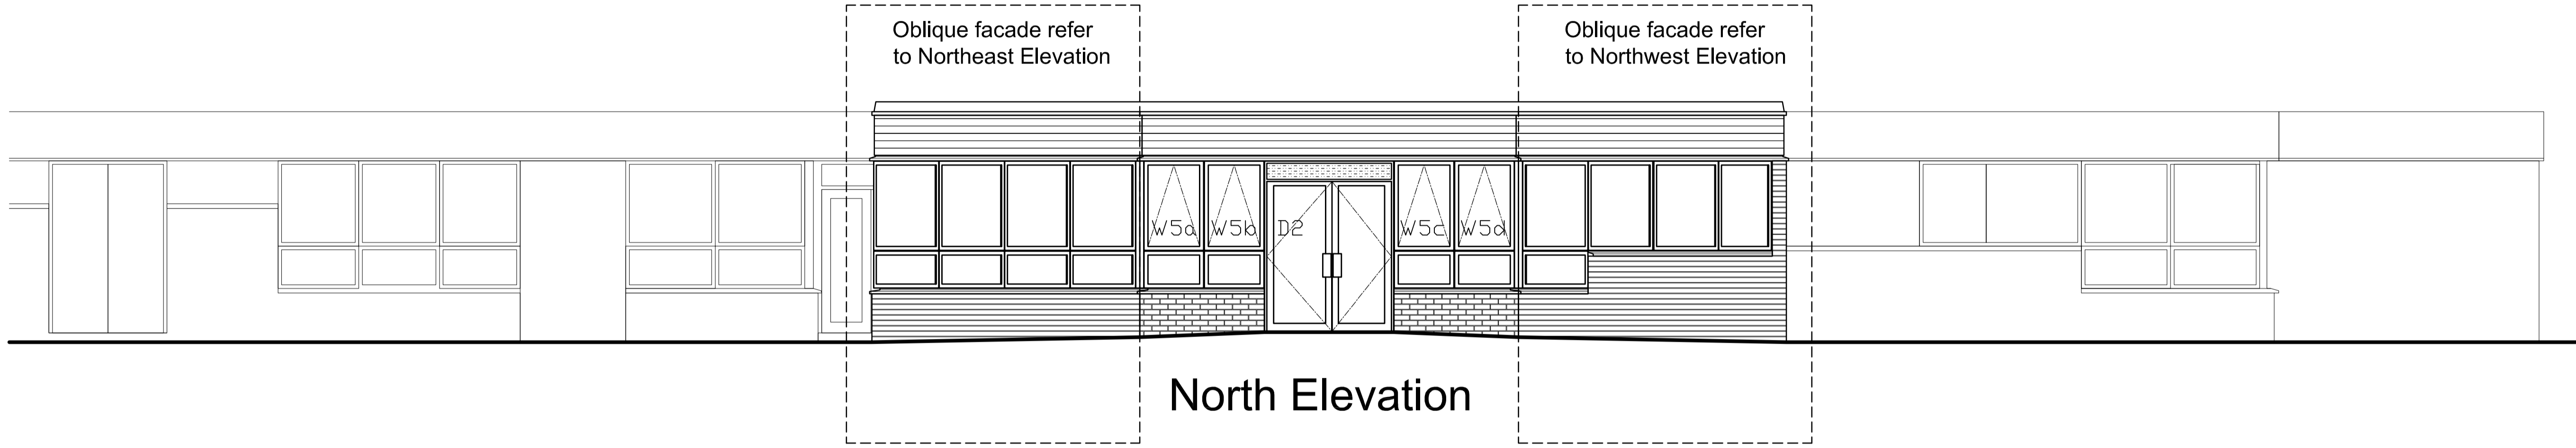 Oblique facade refer
to Northeast Elevation
Oblique facade refer
to Northwest Elevation
W5a W5b D2 W5c W5d
North Elevation